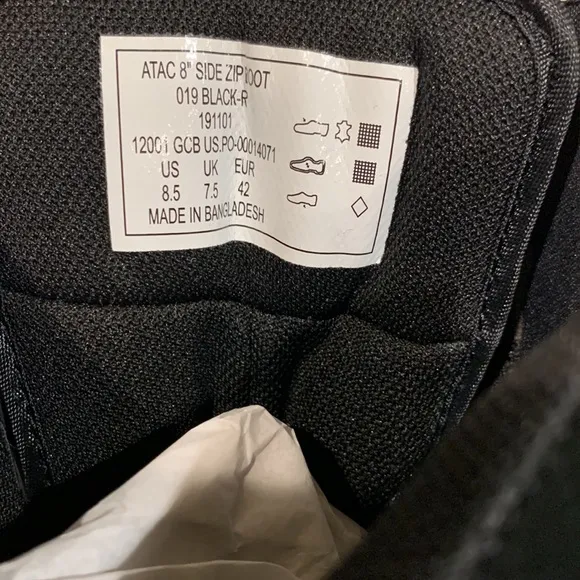 ATAC 8" SIDE ZIP BOOT
019 BLACK-R
191101
12001 GCB US.PO-00014071
US UK EUR
8.5 7.5 42
MADE IN BANGLADESH